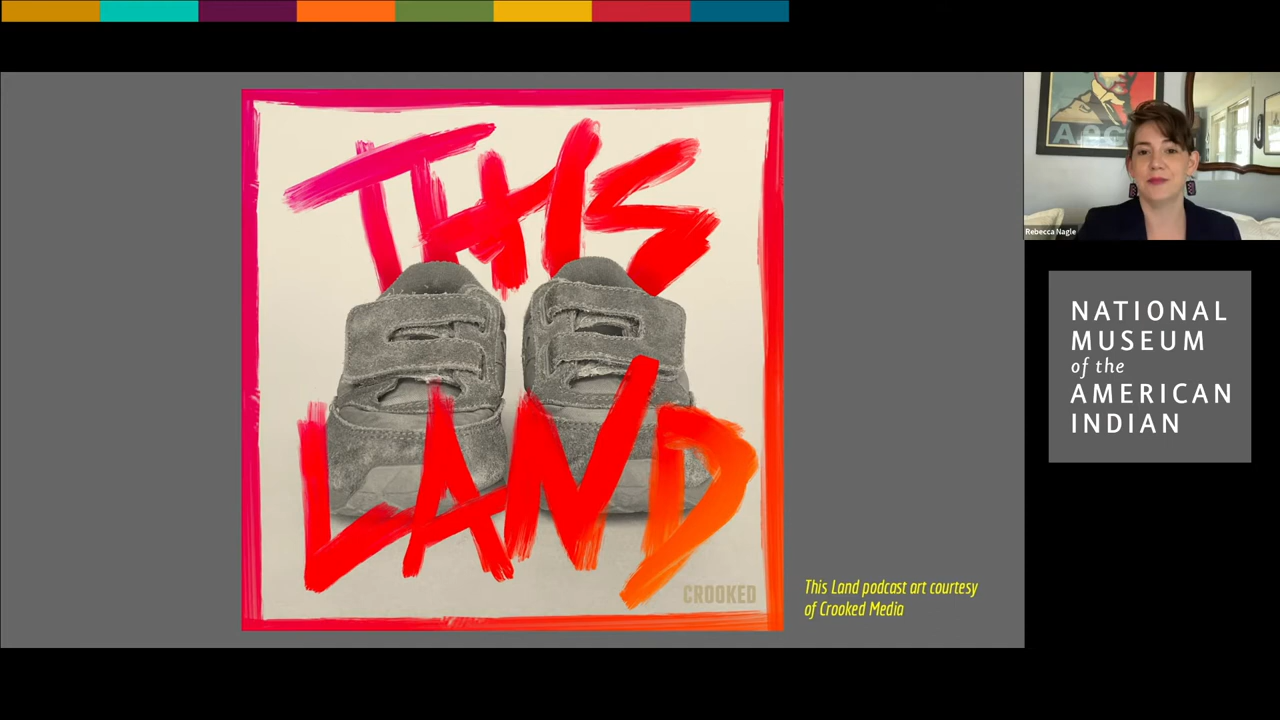 THIS
LAND
CROOKED
This Land podcast art courtesy
of Crooked Media
Rebecca Nagle
NATIONAL
MUSEUM
of the
AMERICAN
INDIAN